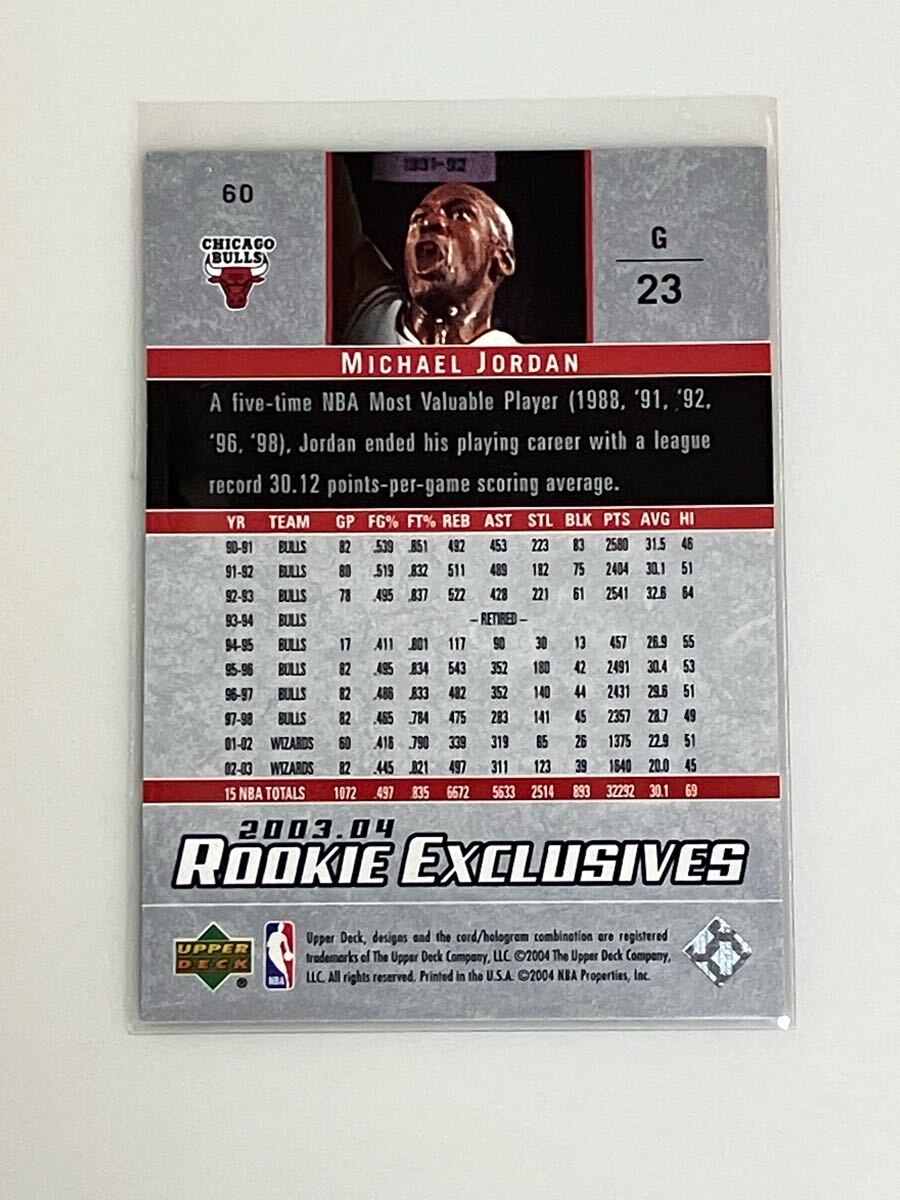 60
1991-92
CHICAGO
BULLS
G
23
MICHAEL JORDAN
A five-time NBA Most Valuable Player (1988, '91, '92,
'96, '98), Jordan ended his playing career with a league
record 30.12 points-per-game scoring average.
YR TEAM GP FG% FT% REB AST STL BLK PTS AVG HI
90-91 BULLS 82 .539 .851 492 453 223 83 2580 31.5 46
91-92 BULLS 80 .519 .832 511 489 182 75 2404 30.1 51
92-93 BULLS 78 .495 .837 522 428 221 61 2541 32.6 64
93-94 BULLS – RETIRED –
94-95 BULLS 17 .411 .801 117 90 30 13 457 26.9 55
95-96 BULLS 82 .495 .834 543 352 180 42 2491 30.4 53
96-97 BULLS 82 .486 .833 482 352 140 44 2431 29.6 51
97-98 BULLS 82 .465 .784 475 283 141 45 2357 28.7 49
01-02 WIZARDS 60 .416 .790 339 319 85 26 1375 22.9 51
02-03 WIZARDS 82 .445 .821 497 311 123 39 1640 20.0 45
15 NBA TOTALS 1072 .497 .835 6672 5633 2514 893 32292 30.1 69
2003.04
ROOKIE EXCLUSIVES
UPPER
DECK
®
NBA
Upper Deck, designs and the card/hologram combination are registered
trademarks of The Upper Deck Company, LLC. ©2004 The Upper Deck Company,
LLC. All rights reserved. Printed in the U.S.A. ©2004 NBA Properties, Inc.